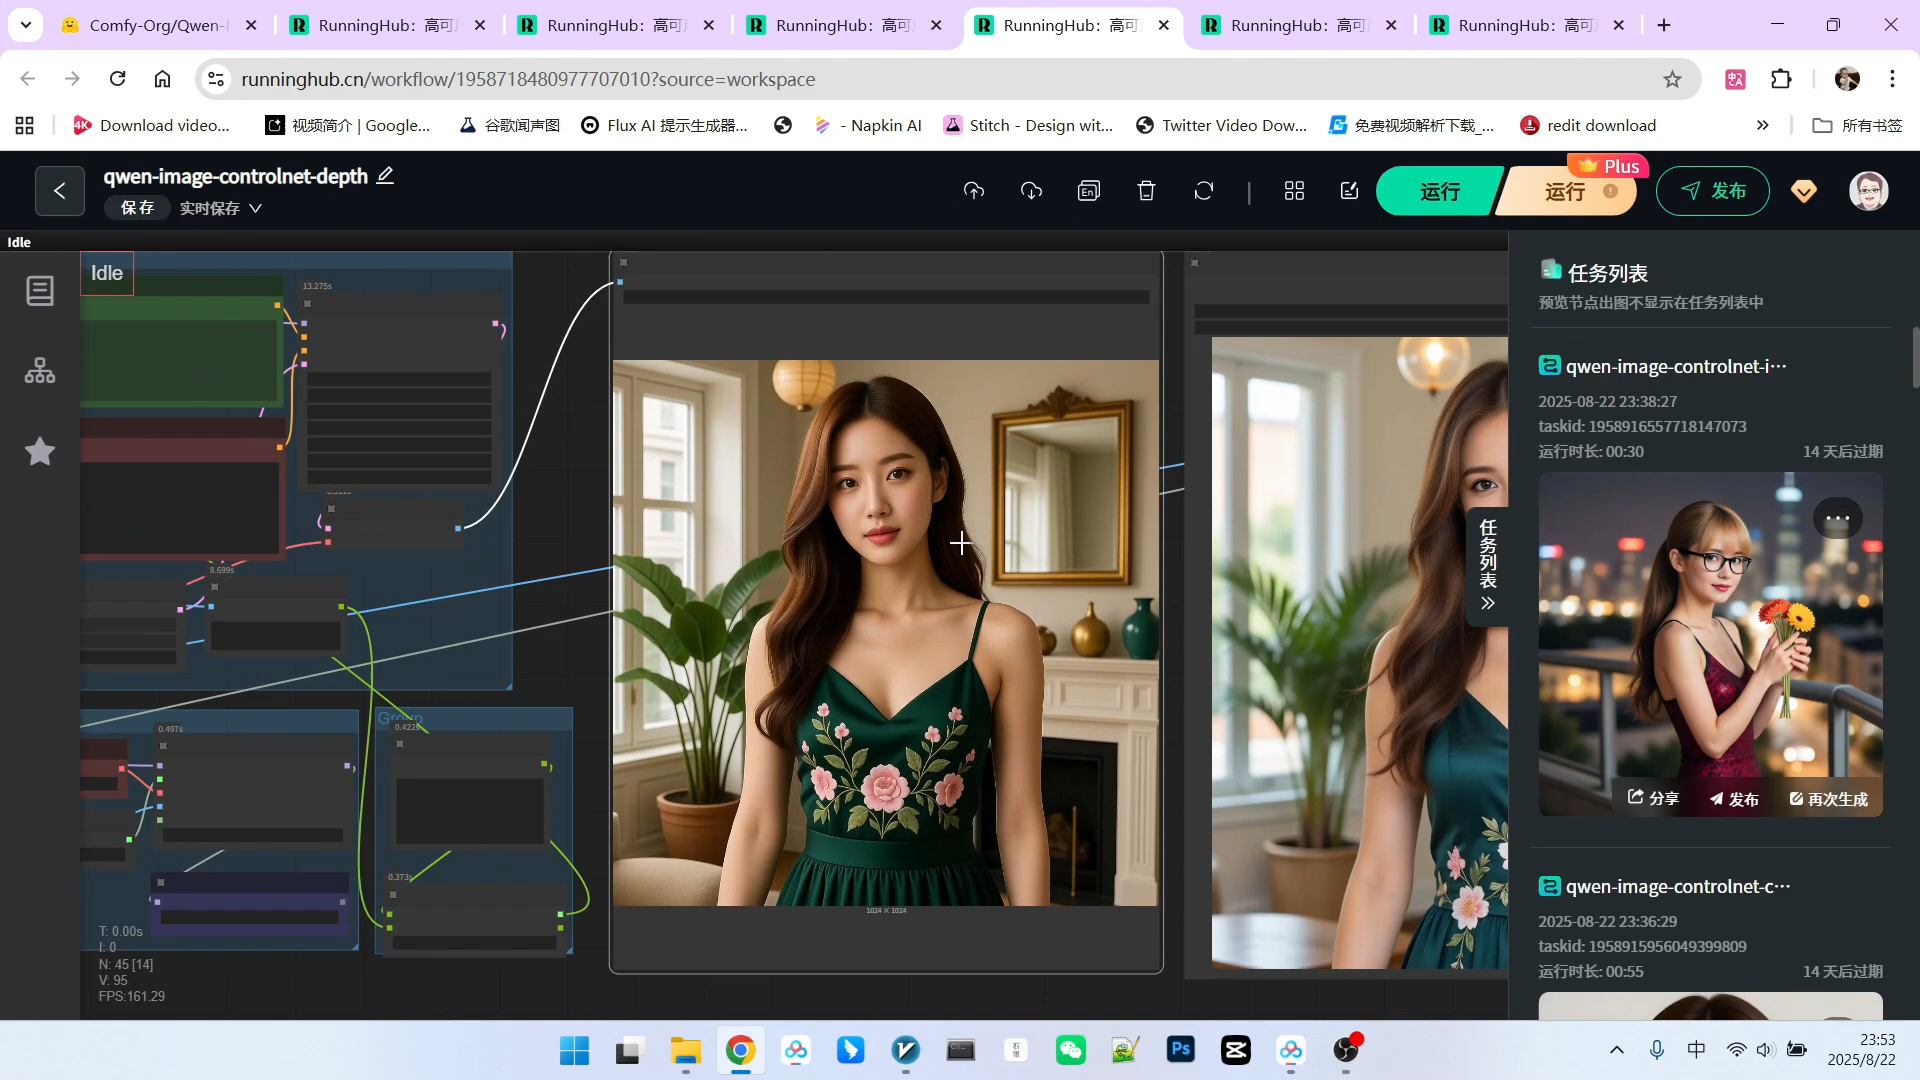 Comfy-Org/Qwen-I
RunningHub：高可
RunningHub：高可
RunningHub：高可
RunningHub：高可
RunningHub：高可
RunningHub：高可
runninghub.cn/workflow/1958718480977707010?source=workspace
4K Download video...
视频简介 | Google...
谷歌闻声图
Flux AI 提示生成器...
- Napkin AI
Stitch - Design wit...
Twitter Video Dow...
免费视频解析下载_...
redit download
所有书签
qwen-image-controlnet-depth
保存 实时保存
En
运行
运行
Plus
发布
Idle
Idle
13.275s
8.699s
0.497s
Group
0.422s
0.373s
1024 × 1024
T: 0.00s
I: 0
N: 45 [14]
V: 95
FPS:161.29
任务列表
任务列表
预览节点出图不显示在任务列表中
qwen-image-controlnet-i···
2025-08-22 23:38:27
taskid: 1958916557718147073
运行时长: 00:30 14 天后过期
分享 发布 再次生成
qwen-image-controlnet-c···
2025-08-22 23:36:29
taskid: 1958915956049399809
运行时长: 00:55 14 天后过期
石墨
Ps
中
23:53
2025/8/22